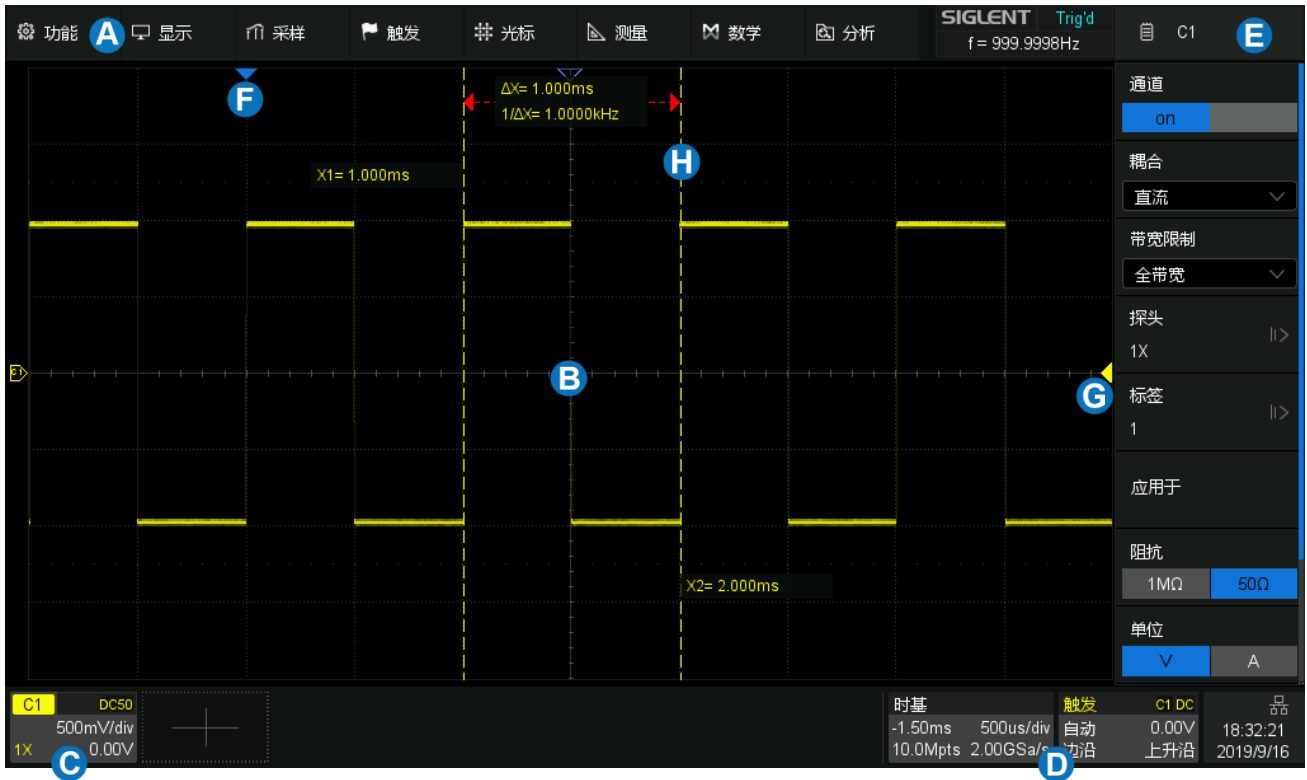 功能 A 显示 采样 触发 光标 测量 数学 分析
SIGLENT Trig'd
f = 999.9998Hz
C1 E
F
ΔX= 1.000ms
1/ΔX= 1.0000kHz
H
X1= 1.000ms
C1
B
G
X2= 2.000ms
通道
on
耦合
直流
带宽限制
全带宽
探头
1X
标签
1
应用于
阻抗
1MΩ 50Ω
单位
V A
C1 DC50
500mV/div
1X 0.00V
C
时基
-1.50ms 500us/div
10.0Mpts 2.00GSa/s
触发 C1 DC
自动 0.00V
边沿 上升沿
D
18:32:21
2019/9/16